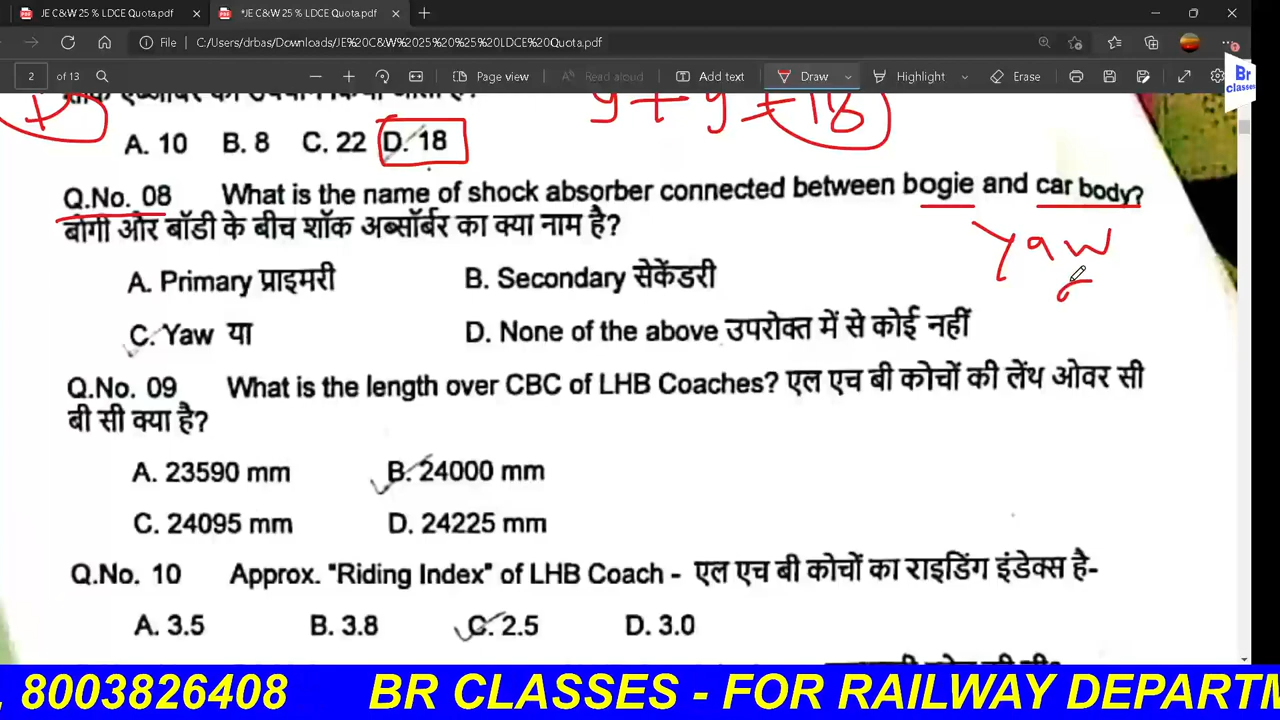 JE C&W 25 % LDCE Quota.pdf
*JE C&W 25 % LDCE Quota.pdf
File C:/Users/drbas/Downloads/JE%20C&W%2025%20%25%20LDCE%20Quota.pdf
2 of 13 Page view Read aloud Add text Draw Highlight Erase
Br
classes
9 + 9 = 18
A. 10 B. 8 C. 22 D. 18
Q.No. 08 What is the name of shock absorber connected between bogie and car body?
बोगी और बॉडी के बीच शॉक अब्सॉर्बर का क्या नाम है?
Yaw
A. Primary प्राइमरी B. Secondary सेकेंडरी
C. Yaw या D. None of the above उपरोक्त में से कोई नहीं
Q.No. 09 What is the length over CBC of LHB Coaches? एल एच बी कोचों की लेंथ ओवर सी
बी सी क्या है?
A. 23590 mm B. 24000 mm
C. 24095 mm D. 24225 mm
Q.No. 10 Approx. "Riding Index" of LHB Coach - एल एच बी कोचों का राइडिंग इंडेक्स है-
A. 3.5 B. 3.8 C. 2.5 D. 3.0
8003826408 BR CLASSES - FOR RAILWAY DEPARTM